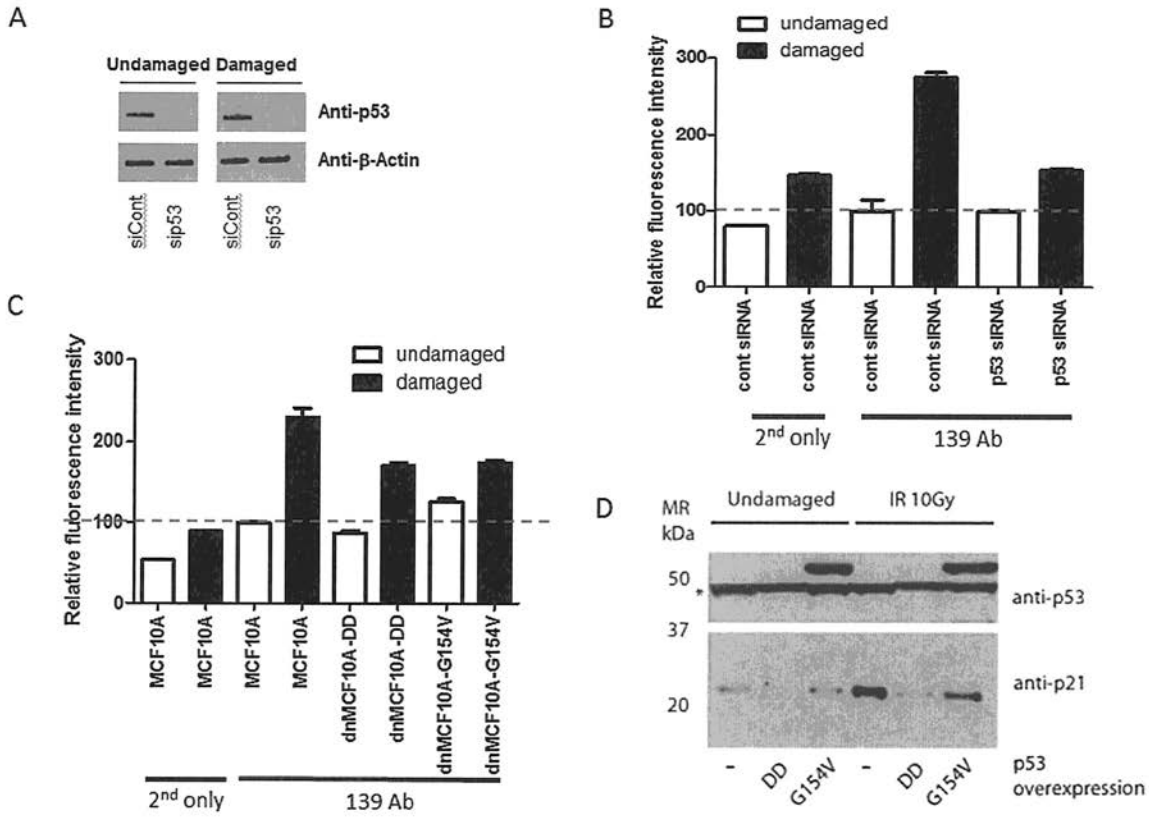 A
Undamaged Damaged
Anti-p53
Anti-β-Actin
siCont
sip53
siCont
sip53
B
undamaged
damaged
Relative fluorescence intensity
300
200
100
0
cont sIRNA
cont sIRNA
cont sIRNA
cont sIRNA
p53 sIRNA
p53 sIRNA
2nd only
139 Ab
C
undamaged
damaged
Relative fluorescence intensity
300
200
100
0
MCF10A
MCF10A
MCF10A
MCF10A
dnMCF10A-DD
dnMCF10A-DD
dnMCF10A-G154V
dnMCF10A-G154V
2nd only
139 Ab
D
MR
kDa
Undamaged
IR 10Gy
50
*
37
20
anti-p53
anti-p21
-
DD
G154V
-
DD
G154V
p53
overexpression